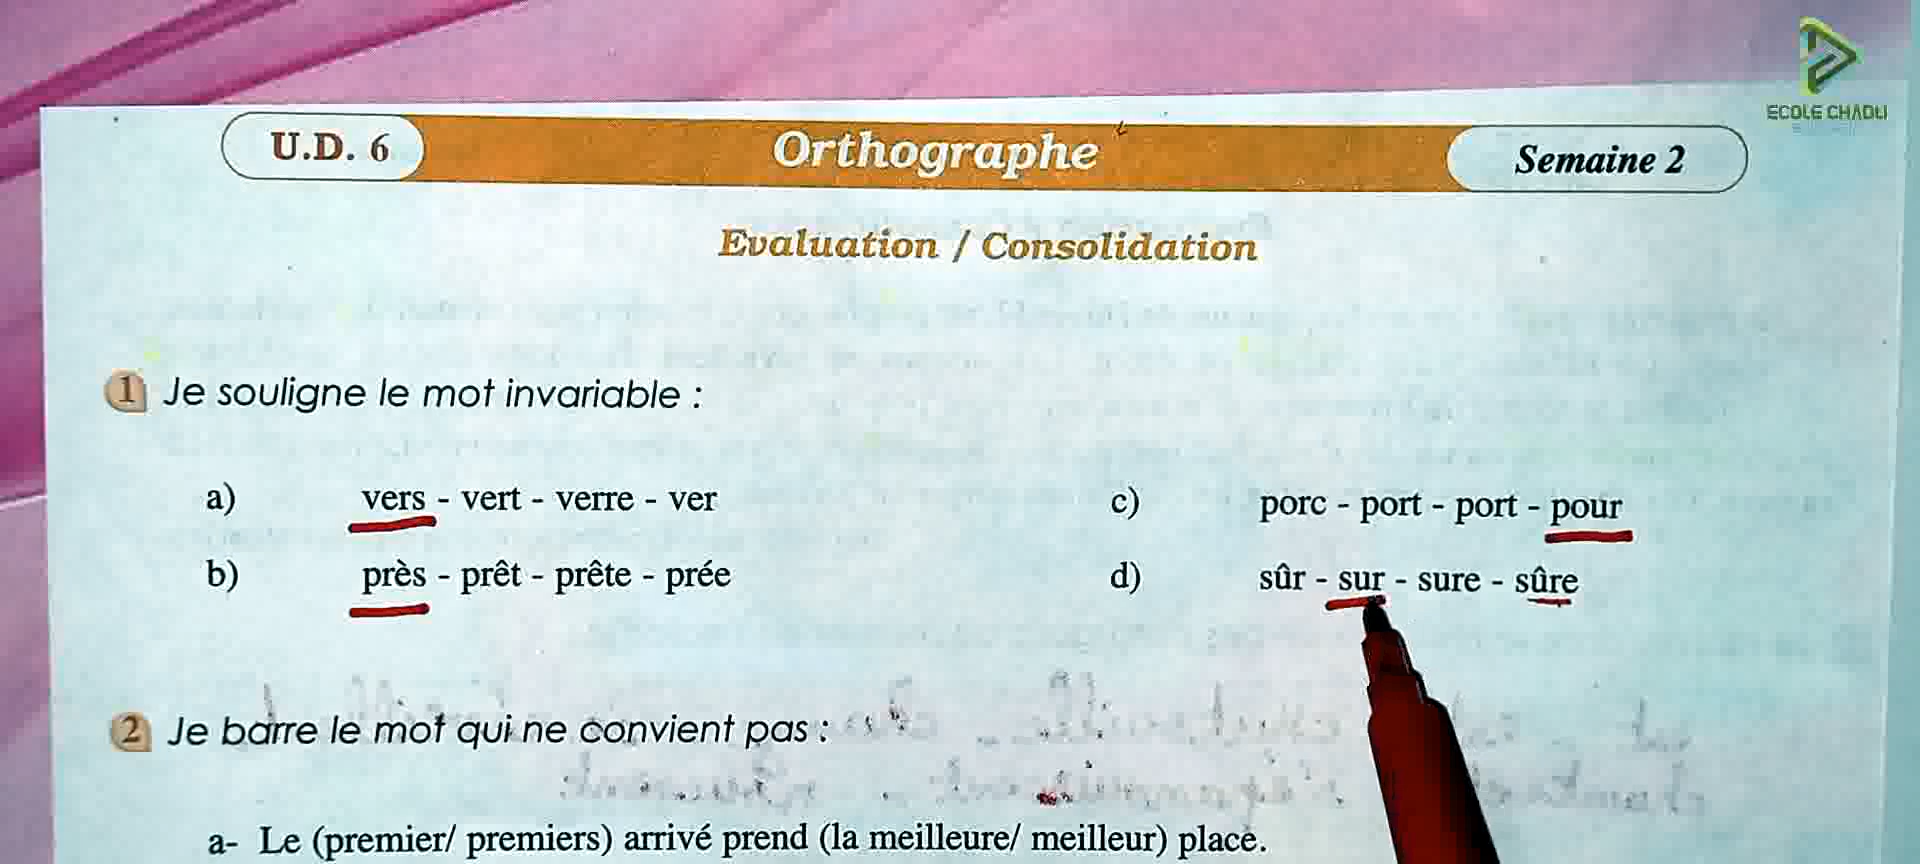 ECOLE CHADLI
U.D. 6
Orthographe
Semaine 2
Evaluation / Consolidation
1 Je souligne le mot invariable :
a) vers - vert - verre - ver
c) porc - port - port - pour
b) près - prêt - prête - prée
d) sûr - sur - sure - sûre
2 Je barre le mot qui ne convient pas :
a- Le (premier/ premiers) arrivé prend (la meilleure/ meilleur) place.